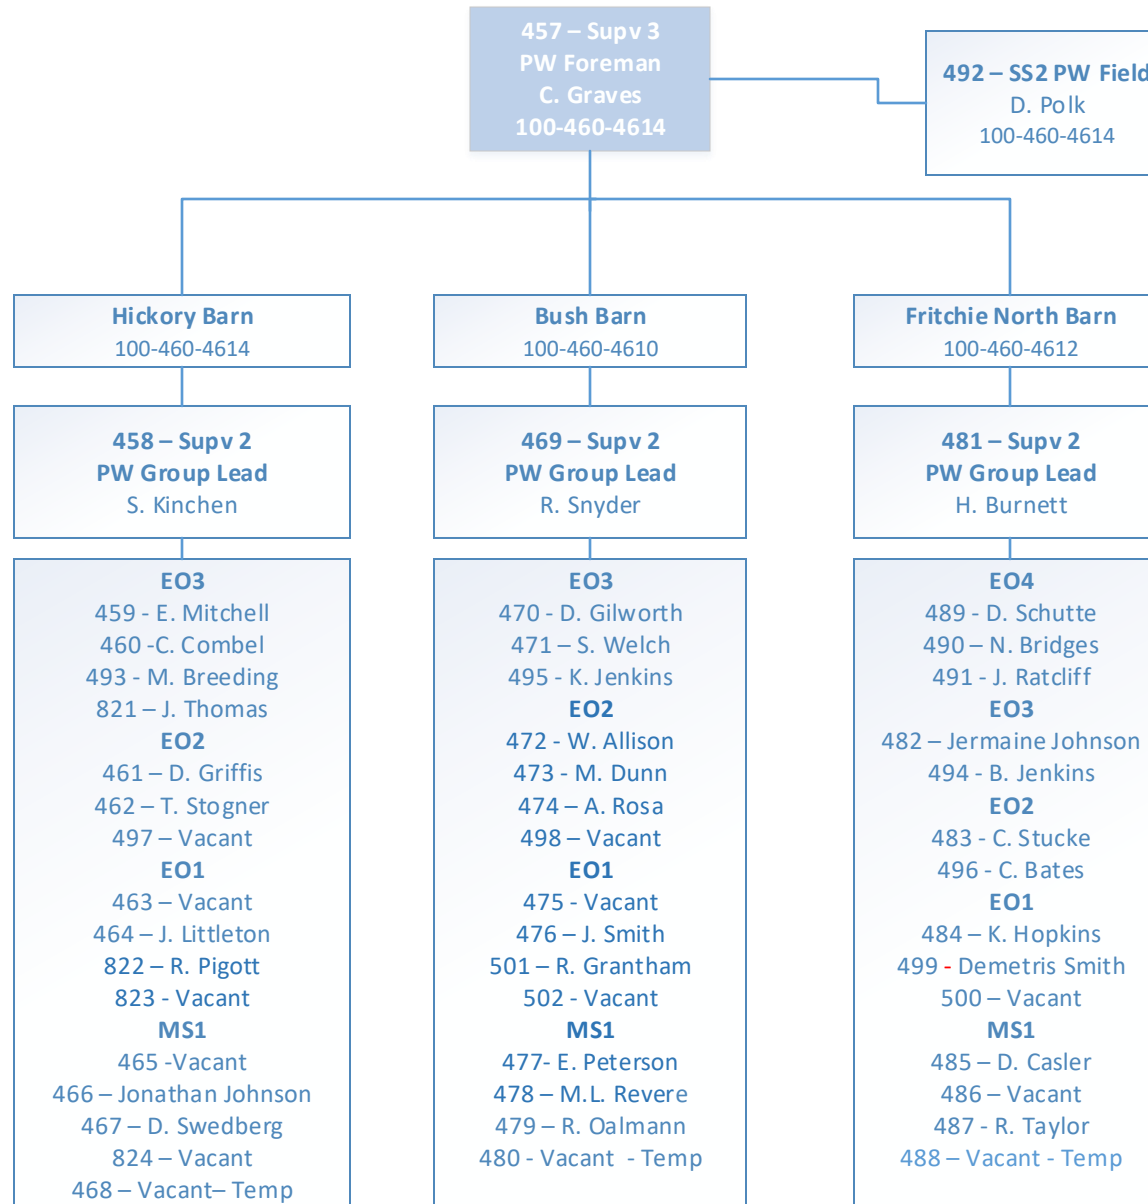 457 – Supv 3
PW Foreman
C. Graves
100-460-4614
492 – SS2 PW Field
D. Polk
100-460-4614
Hickory Barn
100-460-4614
458 – Supv 2
PW Group Lead
S. Kinchen
EO3
459 - E. Mitchell
460 -C. Combel
493 - M. Breeding
821 – J. Thomas
EO2
461 – D. Griffis
462 – T. Stogner
497 – Vacant
EO1
463 – Vacant
464 – J. Littleton
822 – R. Pigott
823 - Vacant
MS1
465 -Vacant
466 – Jonathan Johnson
467 – D. Swedberg
824 – Vacant
468 – Vacant– Temp
Bush Barn
100-460-4610
469 – Supv 2
PW Group Lead
R. Snyder
EO3
470 - D. Gilworth
471 – S. Welch
495 - K. Jenkins
EO2
472 - W. Allison
473 - M. Dunn
474 – A. Rosa
498 – Vacant
EO1
475 - Vacant
476 – J. Smith
501 – R. Grantham
502 - Vacant
MS1
477- E. Peterson
478 – M.L. Revere
479 – R. Oalmann
480 - Vacant - Temp
Fritchie North Barn
100-460-4612
481 – Supv 2
PW Group Lead
H. Burnett
EO4
489 - D. Schutte
490 – N. Bridges
491 - J. Ratcliff
EO3
482 – Jermaine Johnson
494 - B. Jenkins
EO2
483 - C. Stucke
496 - C. Bates
EO1
484 – K. Hopkins
499 - Demetris Smith
500 – Vacant
MS1
485 – D. Casler
486 – Vacant
487 - R. Taylor
488 – Vacant - Temp